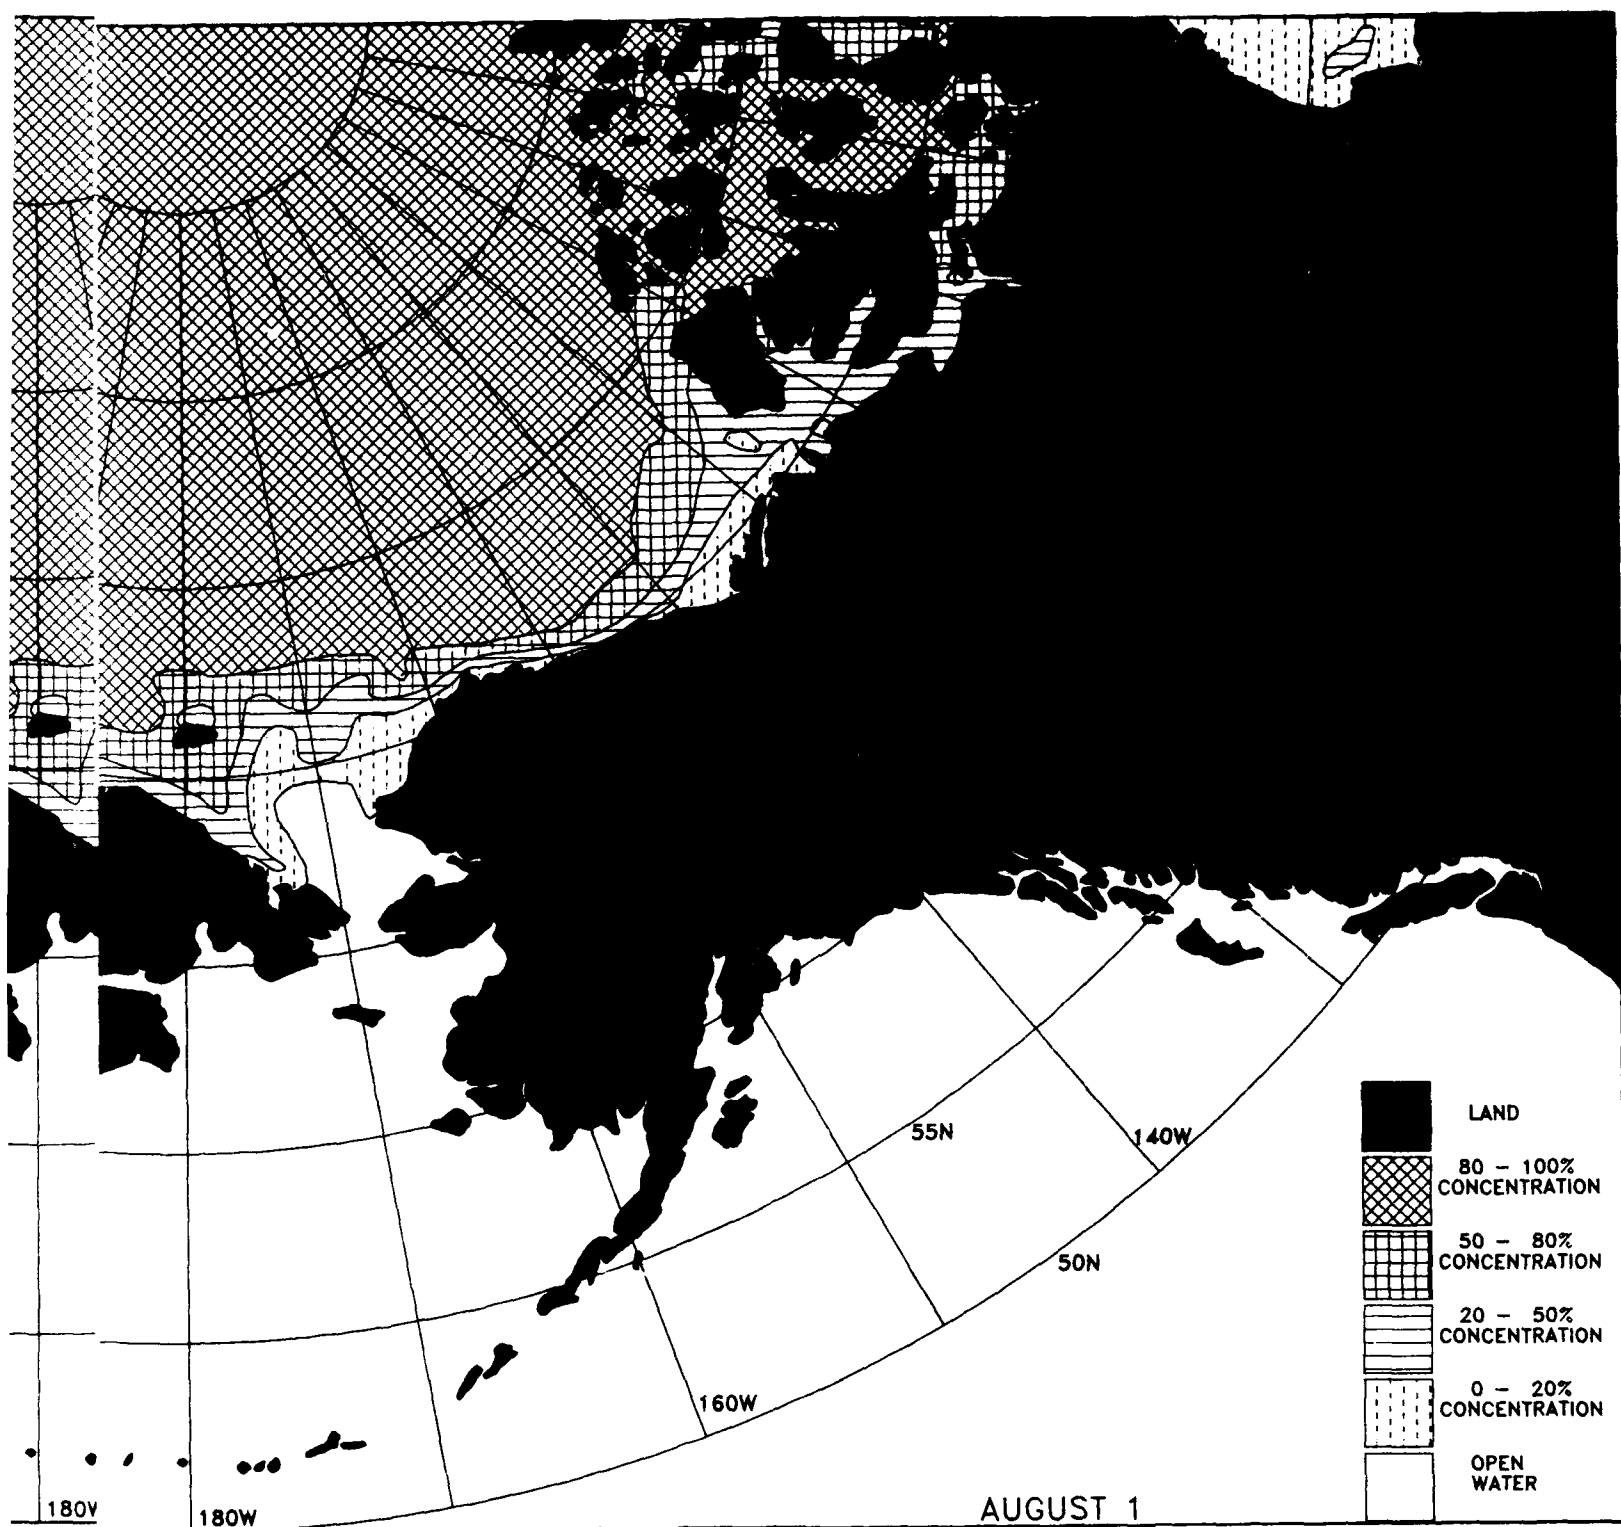 55N
140W
50N
160W
180W
180W
AUGUST 1
LAND
80 – 100%
CONCENTRATION
50 – 80%
CONCENTRATION
20 – 50%
CONCENTRATION
0 – 20%
CONCENTRATION
OPEN
WATER